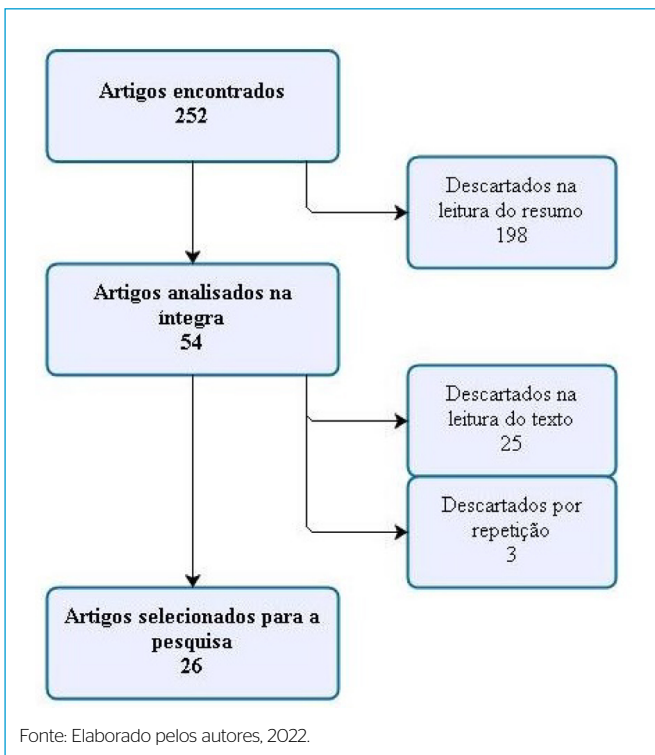 Artigos encontrados
252
Descartados na
leitura do resumo
198
Artigos analisados na
íntegra
54
Descartados na
leitura do texto
25
Descartados por
repetição
3
Artigos selecionados para a
pesquisa
26
Fonte: Elaborado pelos autores, 2022.